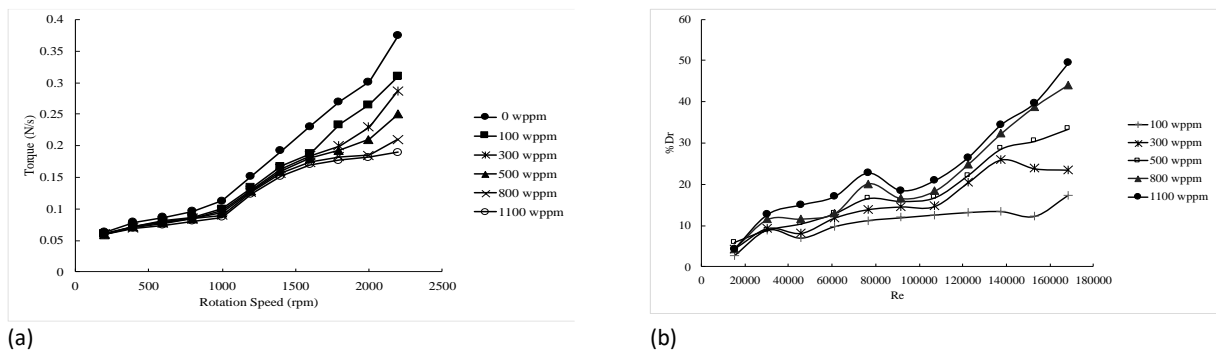 0.4
0.35
0.3
0.25
0.2
0.15
0.1
0.05
0
Torque (N/s)
0 500 1000 1500 2000 2500
Rotation Speed (rpm)
0 wppm
100 wppm
300 wppm
500 wppm
800 wppm
1100 wppm
(a)
60
50
40
30
20
10
0
%Dr
20000 40000 60000 80000 100000 120000 140000 160000 180000
Re
100 wppm
300 wppm
500 wppm
800 wppm
1100 wppm
(b)